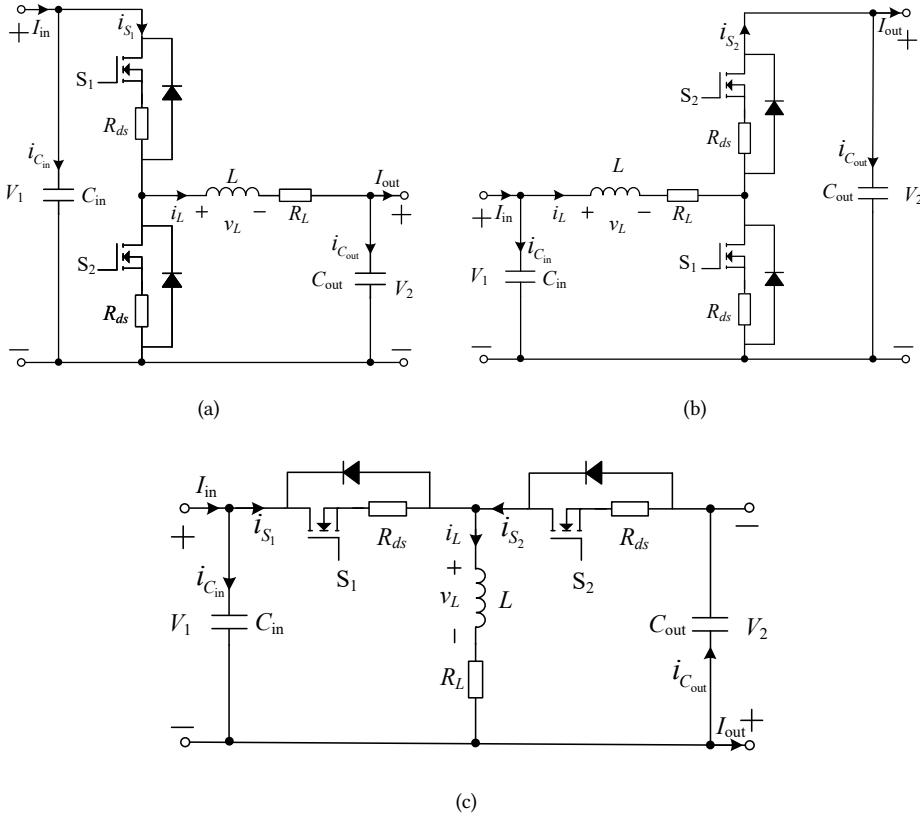 + I_in i_S1
S1
R_ds
i_Cin
V1 C_in
L I_out
i_L + v_L − R_L +
S2
i_Cout
C_out V2
R_ds
− −
(a)
i_S2 I_out +
S2
R_ds
i_Cout
L C_out V2
+ I_in i_L + v_L − R_L
i_Cin
V1 C_in
S1
R_ds
− −
(b)
I_in
+ i_S1 R_ds i_L i_S2 R_ds −
S1 S2
i_Cin +
V1 C_in v_L L C_out V2
−
R_L i_Cout
− I_out +
(c)